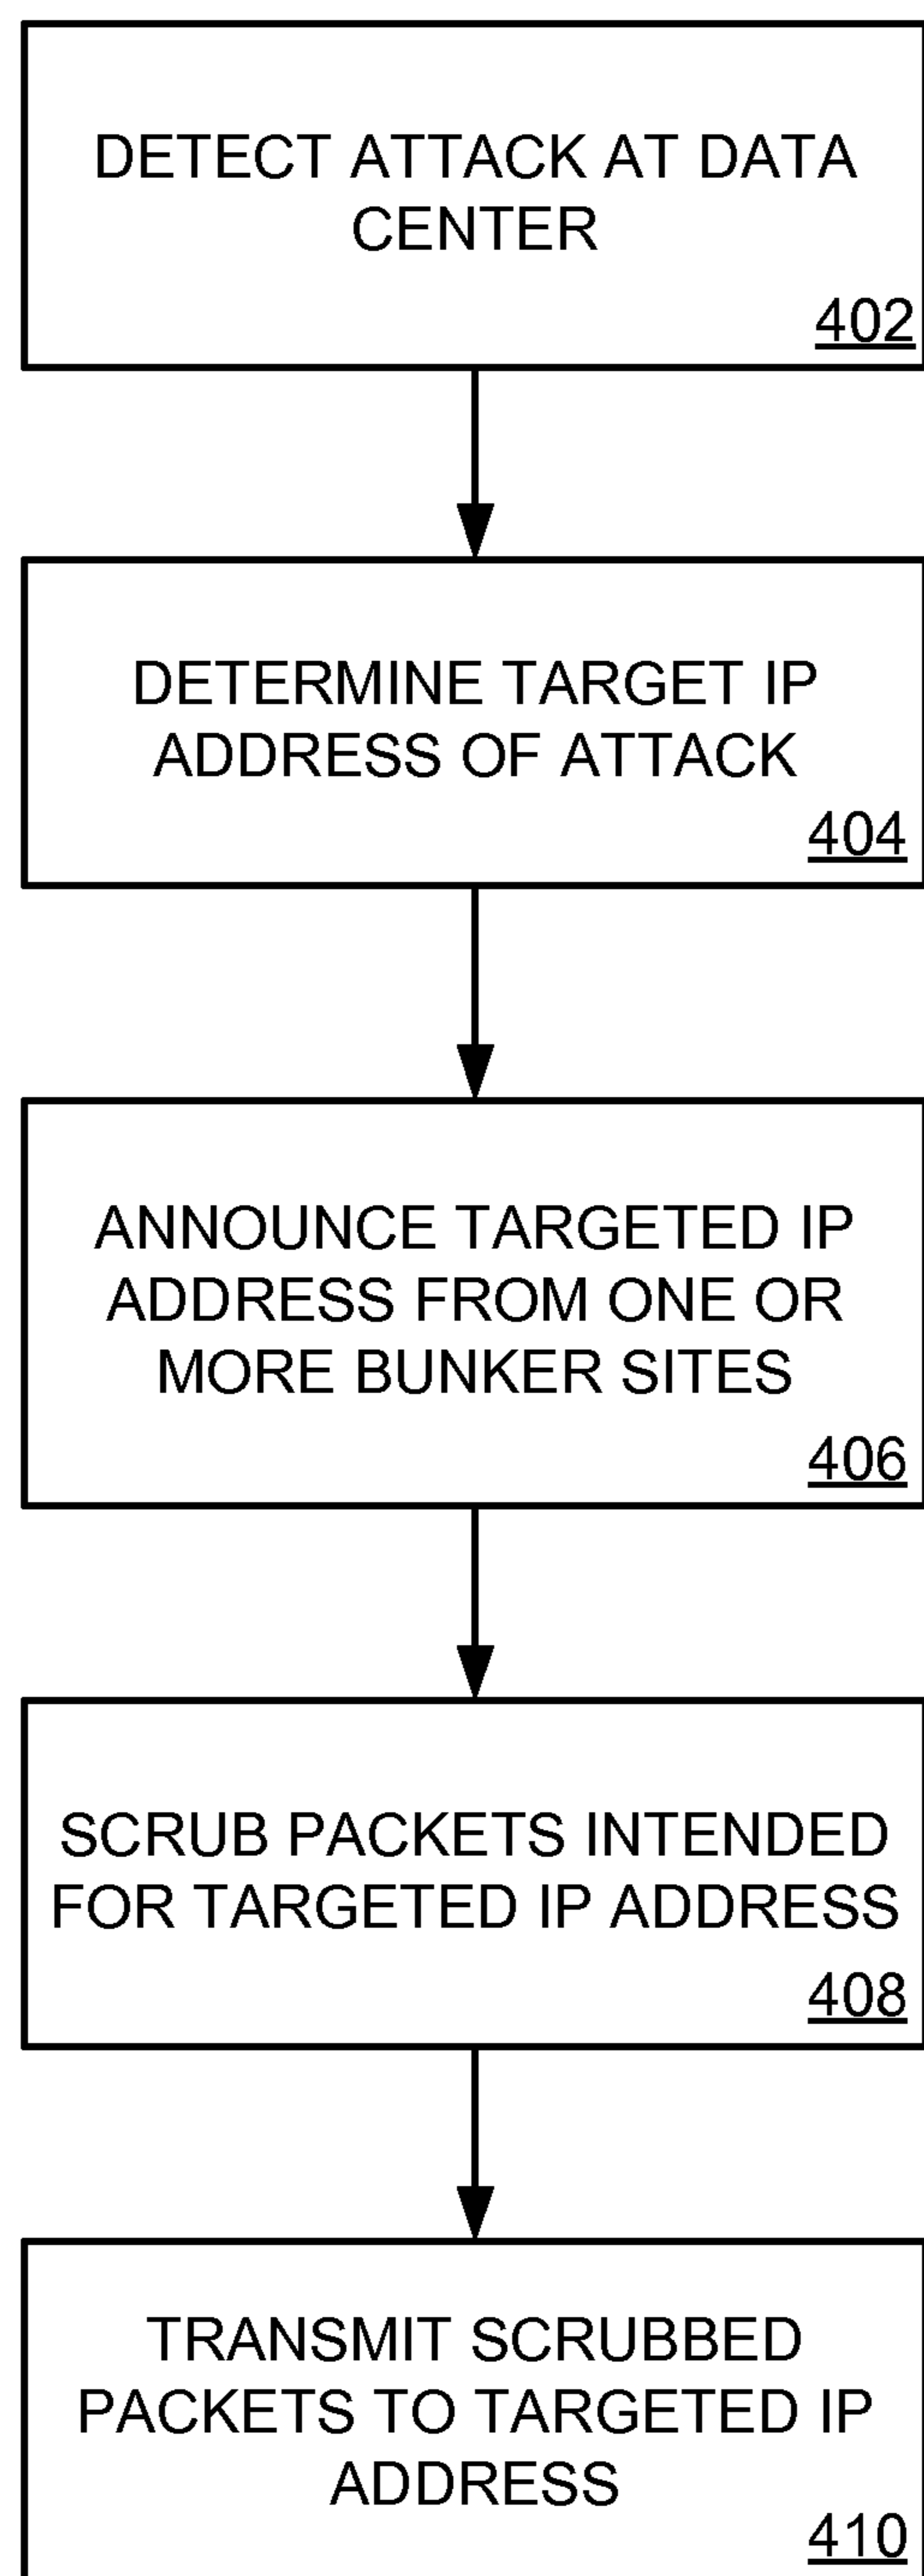 DETECT ATTACK AT DATA
CENTER
402
DETERMINE TARGET IP
ADDRESS OF ATTACK
404
ANNOUNCE TARGETED IP
ADDRESS FROM ONE OR
MORE BUNKER SITES
406
SCRUB PACKETS INTENDED
FOR TARGETED IP ADDRESS
408
TRANSMIT SCRUBBED
PACKETS TO TARGETED IP
ADDRESS
410